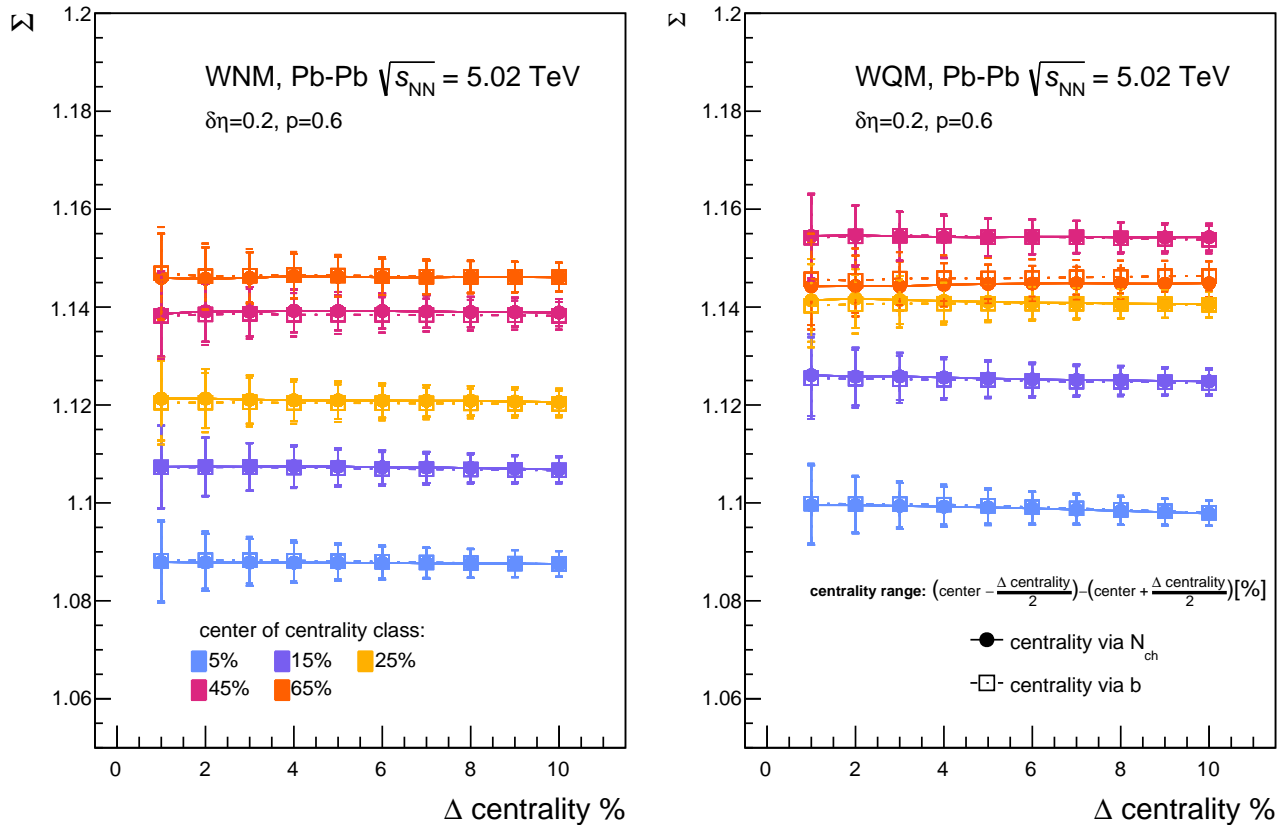 Σ
1.2
1.18
1.16
1.14
1.12
1.1
1.08
1.06
WNM, Pb-Pb √s_NN = 5.02 TeV
δη=0.2, p=0.6
center of centrality class:
5% 15% 25%
45% 65%
0 2 4 6 8 10
Δ centrality %
Σ
1.2
1.18
1.16
1.14
1.12
1.1
1.08
1.06
WQM, Pb-Pb √s_NN = 5.02 TeV
δη=0.2, p=0.6
centrality range: (center − Δ centrality/2)−(center + Δ centrality/2)[%]
centrality via N_ch
centrality via b
0 2 4 6 8 10
Δ centrality %